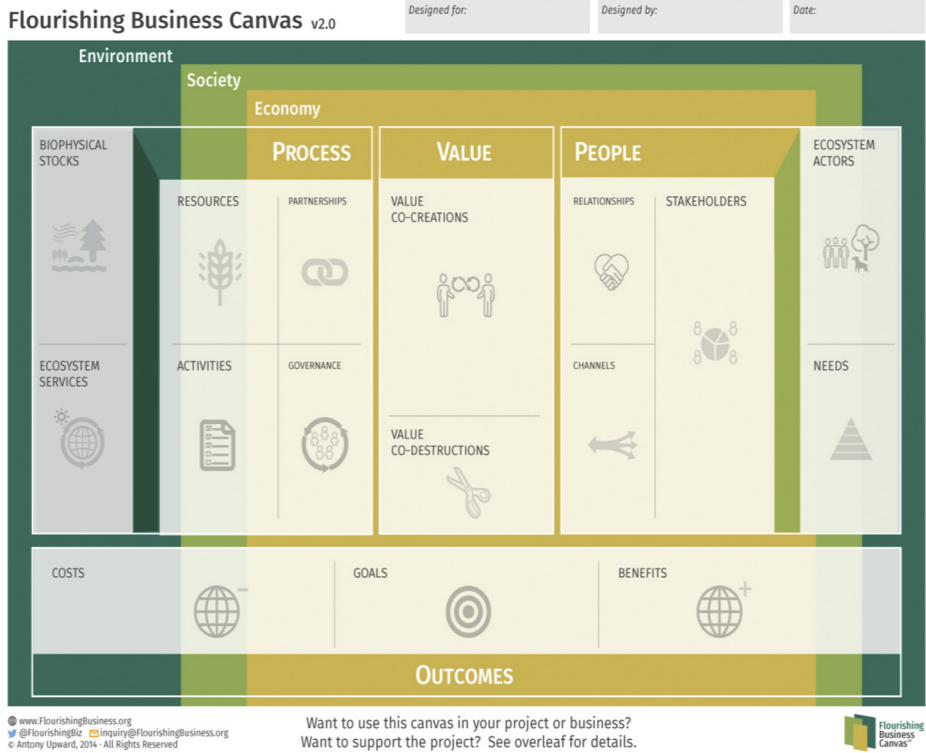 Flourishing Business Canvas v2.0
Designed for:
Designed by:
Date:
Environment
Society
Economy
BIOPHYSICAL
STOCKS
PROCESS
VALUE
PEOPLE
ECOSYSTEM
ACTORS
RESOURCES
PARTNERSHIPS
VALUE
CO-CREATIONS
RELATIONSHIPS
STAKEHOLDERS
ECOSYSTEM
SERVICES
ACTIVITIES
GOVERNANCE
CHANNELS
NEEDS
VALUE
CO-DESTRUCTIONS
COSTS
GOALS
BENEFITS
OUTCOMES
www.FlourishingBusiness.org
@FlourishingBiz inquiry@FlourishingBusiness.org
© Antony Upward, 2014 · All Rights Reserved
Want to use this canvas in your project or business?
Want to support the project? See overleaf for details.
Flourishing
Business
Canvas™